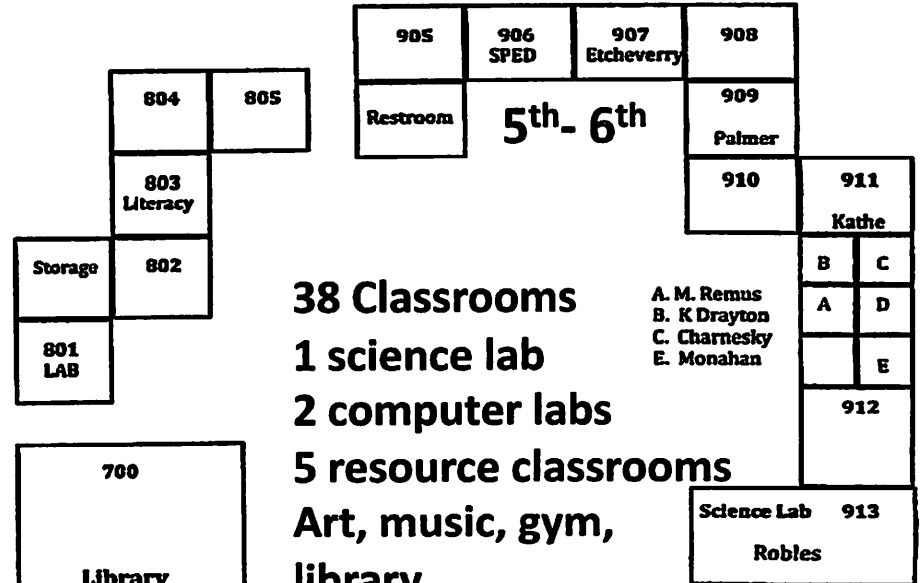 905
906
SPED
907
Etcheverry
908
804
805
Restroom
5th- 6th
909
Palmer
803
Literacy
910
911
Kathe
Storage
802
B
C
A
D
E
38 Classrooms
1 science lab
2 computer labs
5 resource classrooms
Art, music, gym,
library
A. M. Remus
B. K Drayton
C. Charnesky
E. Monahan
801
LAB
912
700
Library
Science Lab 913
Robles